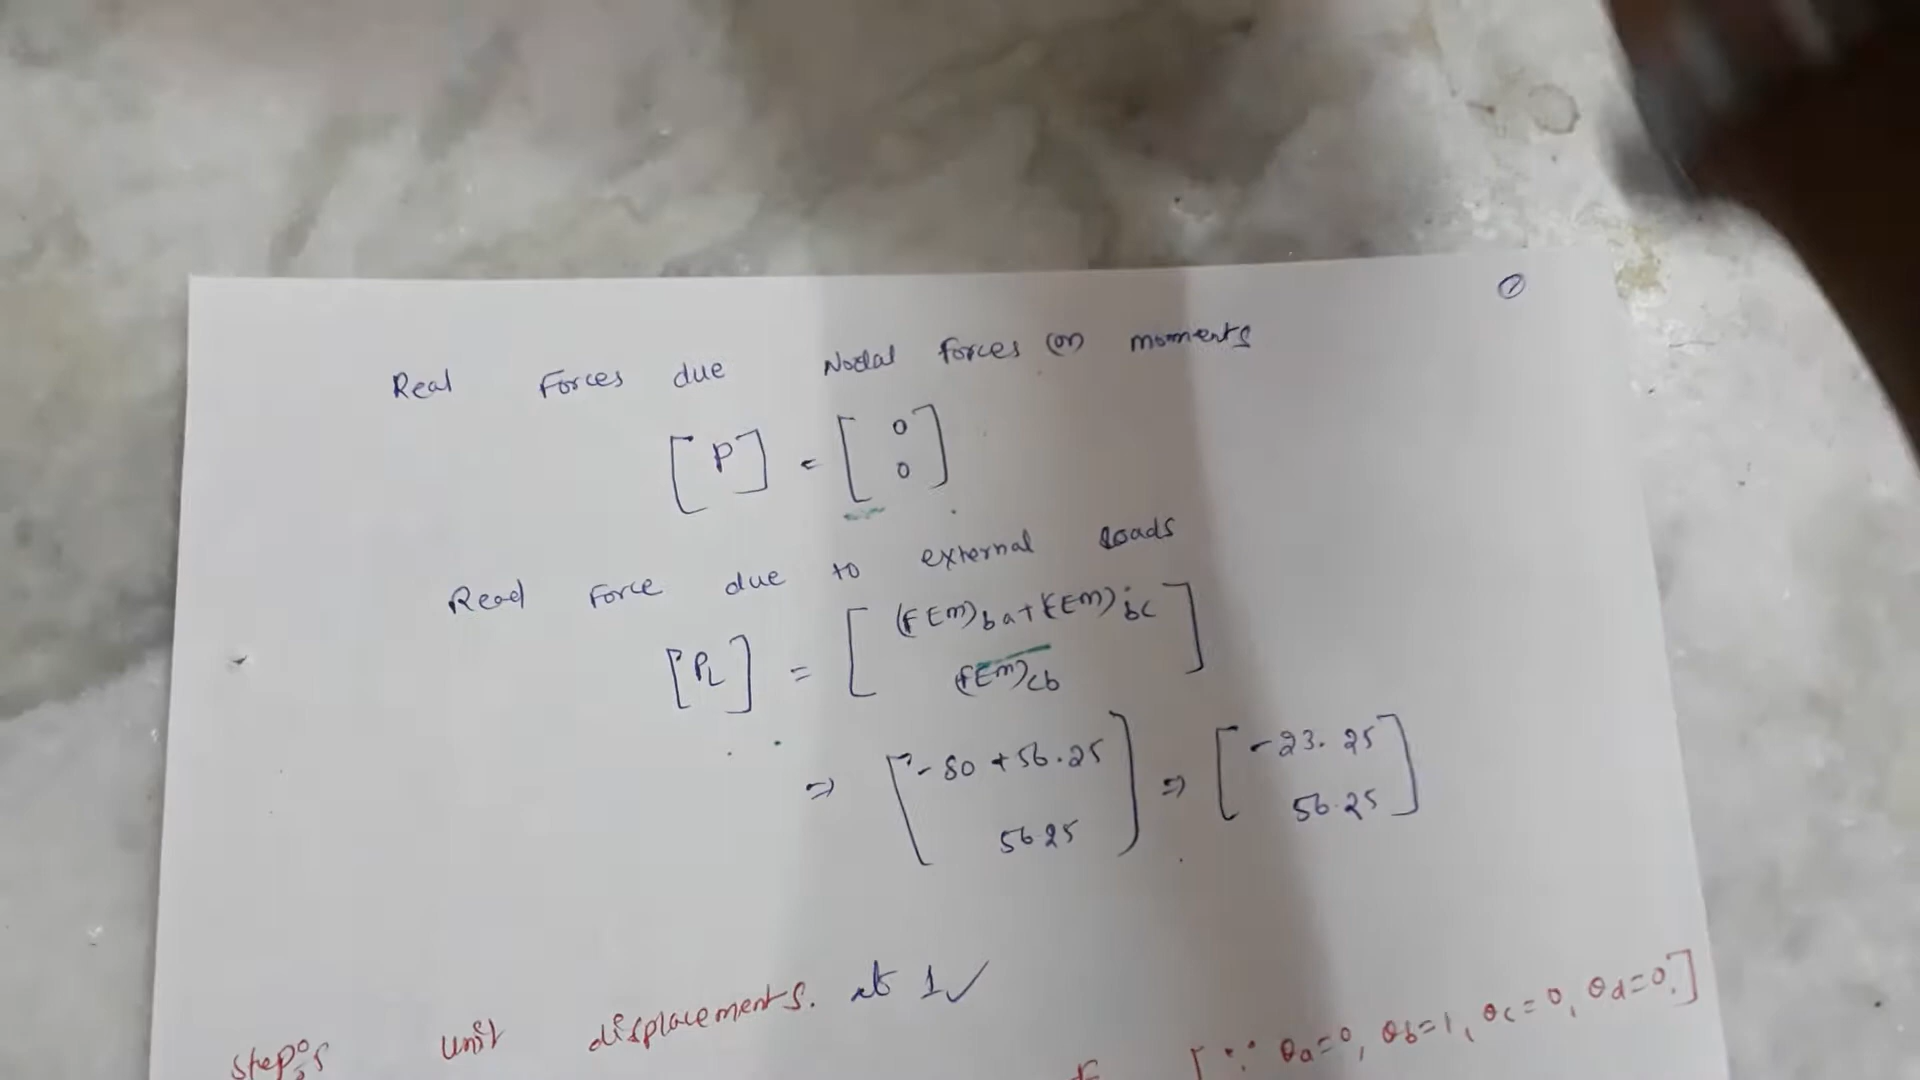 ②
Real Forces due Nodal forces (or) moments
[P] = [0
0]
Real Force due to external loads
[PL] = [(FEM)ba + (FEM)bc
(FEM)cb]
⇒ [-80 + 56.25
56.25] ⇒ [-23.25
56.25]
unit displacements. at 1 ✓
[∵ θa=0, θb=1, θc=0, θd=0.]